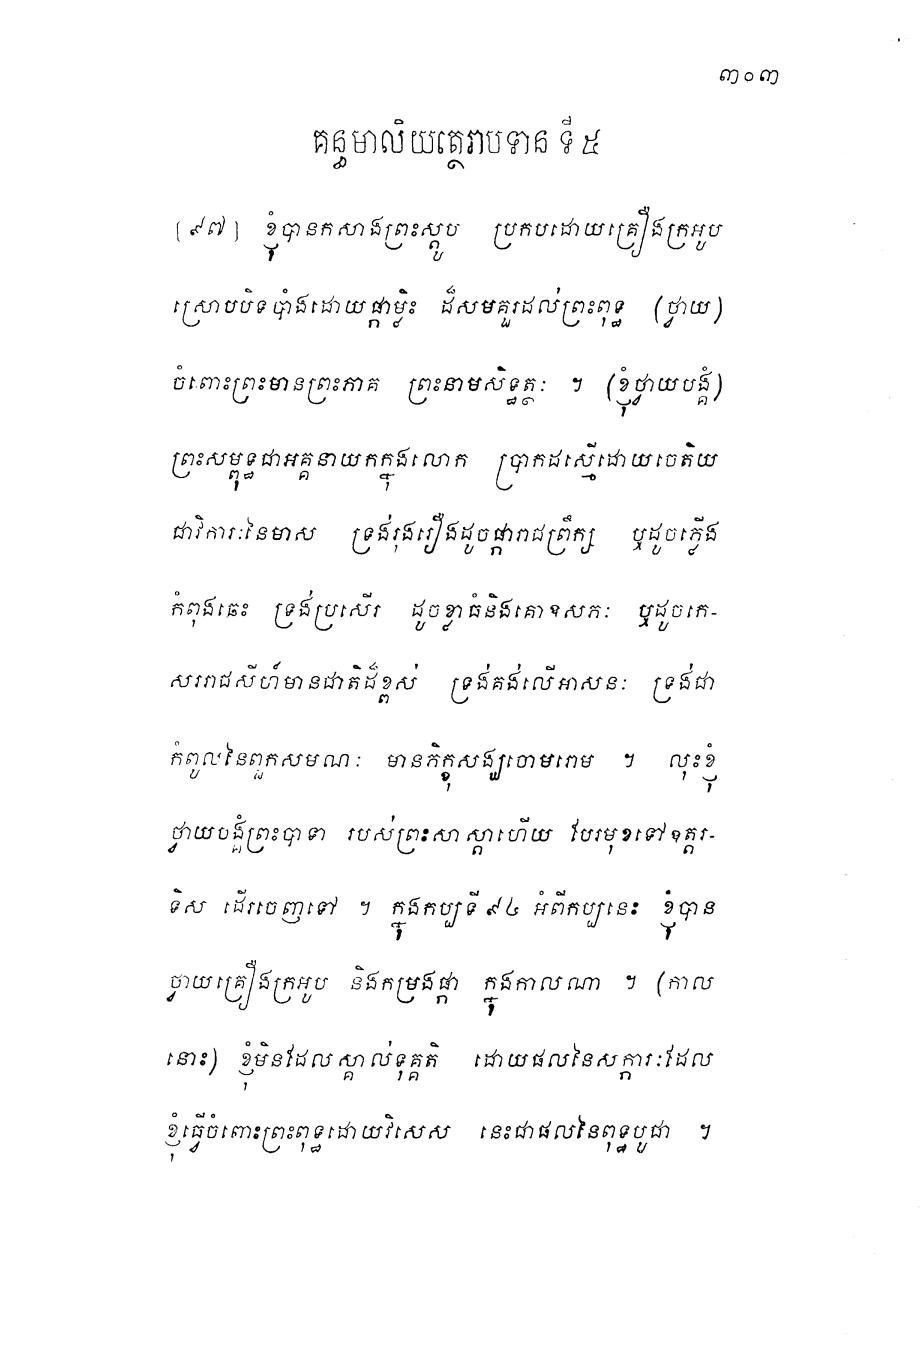 ៣០៣
គន្ធមាលិយត្ថេរាបទាន ទី ៥
[៩៧] ខ្ញុំបានកសាងព្រះស្តូប ប្រកបដោយគ្រឿងក្រអូប
ស្រោបបិទបាំងដោយផ្កាម្លិះ ដ៏សមគួរដល់ព្រះពុទ្ធ (ថ្វាយ)
ចំពោះព្រះមានព្រះភាគ ព្រះនាមសិទ្ធត្ថៈ ។ (ខ្ញុំថ្វាយបង្គំ)
ព្រះសម្ពុទ្ធជាអគ្គនាយកក្នុងលោក ប្រាកដស្មើដោយចេតិយ
ជាវិការៈនៃមាស ទ្រង់រុងរឿងដូចផ្ការាជព្រឹក្ស ឬដូចភ្លើង
កំពុងឆេះ ទ្រង់ប្រសើរ ដូចខ្លាធំនិងគោឧសភៈ ឬដូចកេ-
សររាជសីហ៍មានជាតិដ៏ខ្ពស់ ទ្រង់គង់លើអាសនៈ ទ្រង់ជា
កំពូលនៃពួកសមណៈ មានភិក្ខុសង្ឃចោមរោម ។ លុះខ្ញុំ
ថ្វាយបង្គំព្រះបាទា របស់ព្រះសាស្តាហើយ បែរមុខទៅឧត្តរ-
ទិស ដើរចេញទៅ ។ ក្នុងកប្បទី ៩៤ អំពីកប្បនេះ ខ្ញុំបាន
ថ្វាយគ្រឿងក្រអូប និងកម្រងផ្កា ក្នុងកាលណា ។ (កាល
នោះ) ខ្ញុំមិនដែលស្គាល់ទុគ្គតិ ដោយផលនៃសក្ការៈដែល
ខ្ញុំធ្វើចំពោះព្រះពុទ្ធដោយវិសេស នេះជាផលនៃពុទ្ធបូជា ។